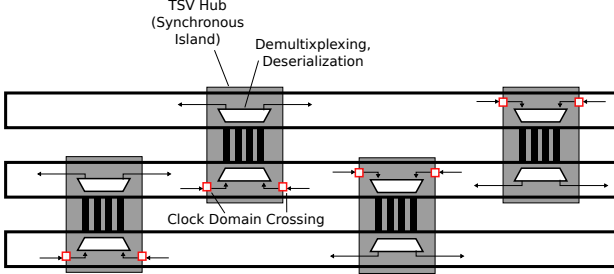 TSV Hub
(Synchronous
Island)
Demultixplexing,
Deserialization
Clock Domain Crossing